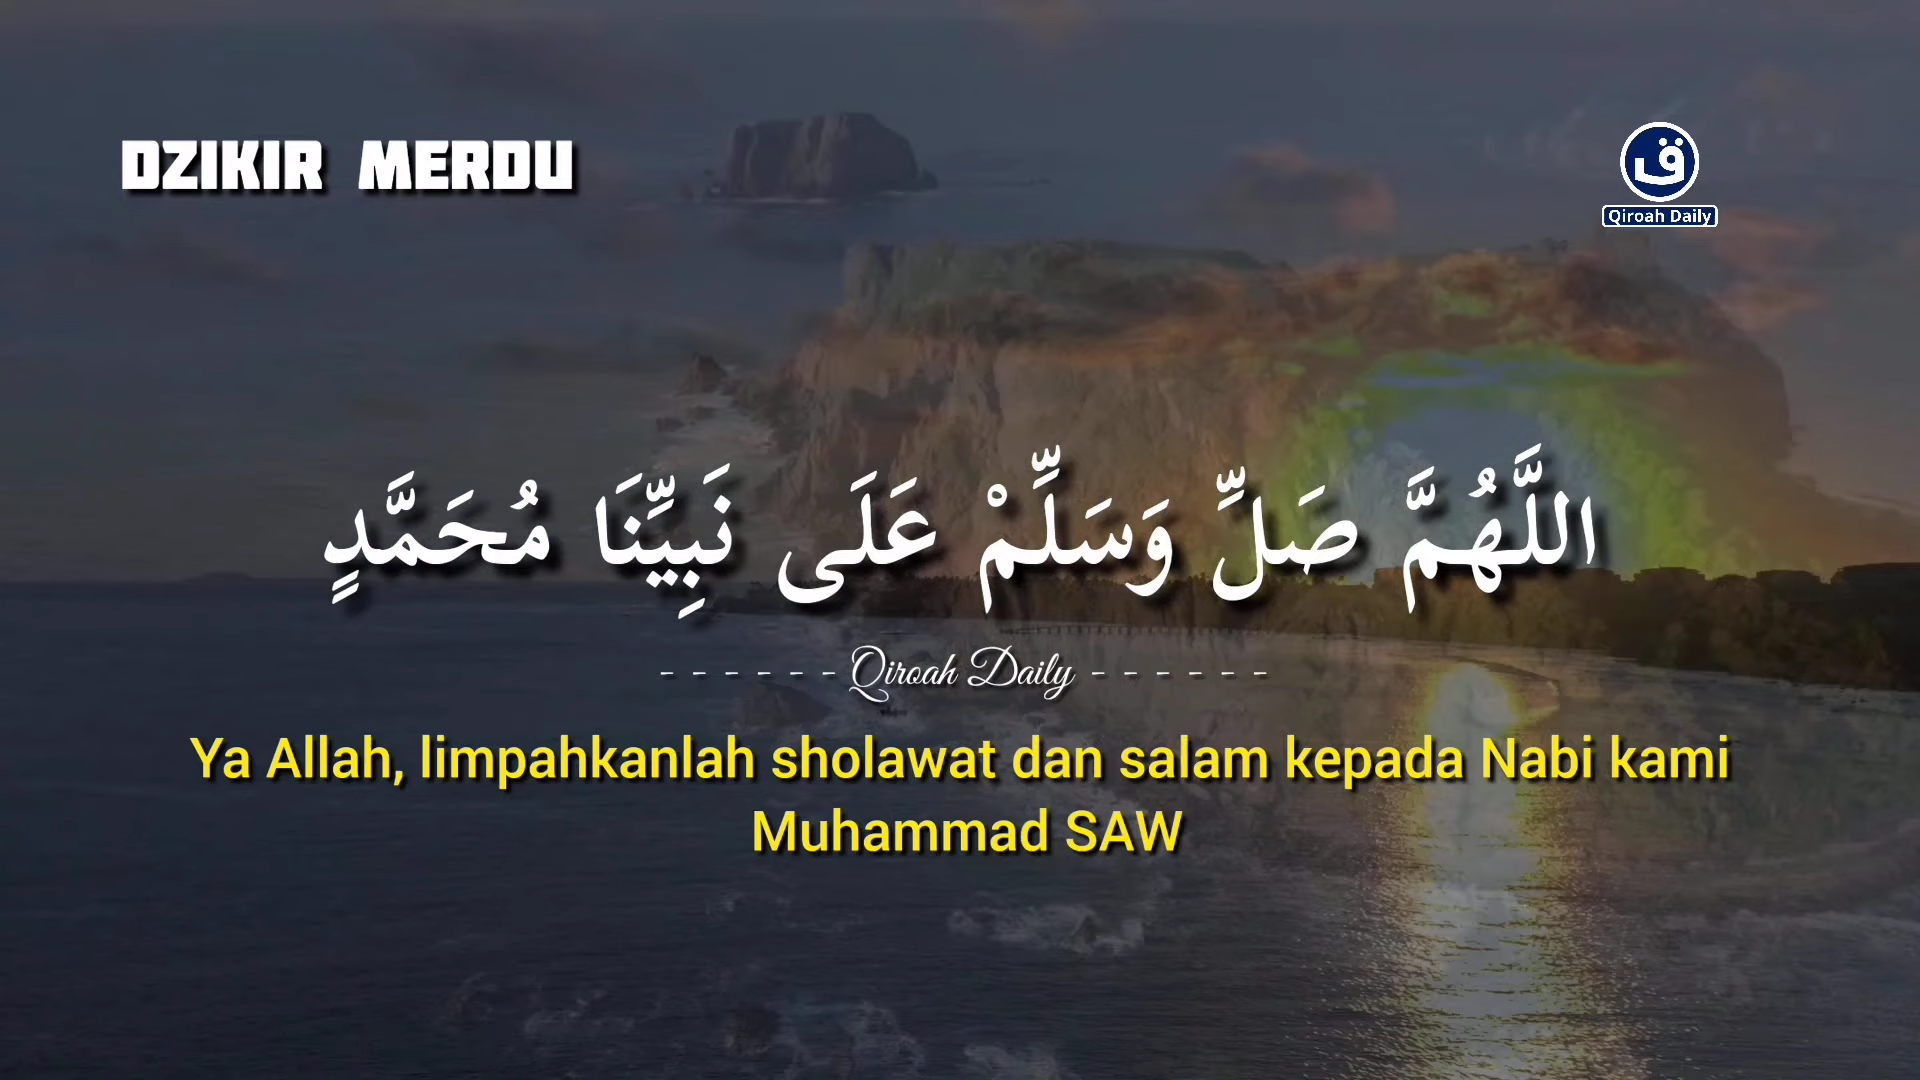 DZIKIR MERDU
ق
Qiroah Daily
اللَّهُمَّ صَلِّ وَسَلِّمْ عَلَى نَبِيِّنَا مُحَمَّدٍ
- - - - - - Qiroah Daily - - - - - -
Ya Allah, limpahkanlah sholawat dan salam kepada Nabi kami
Muhammad SAW